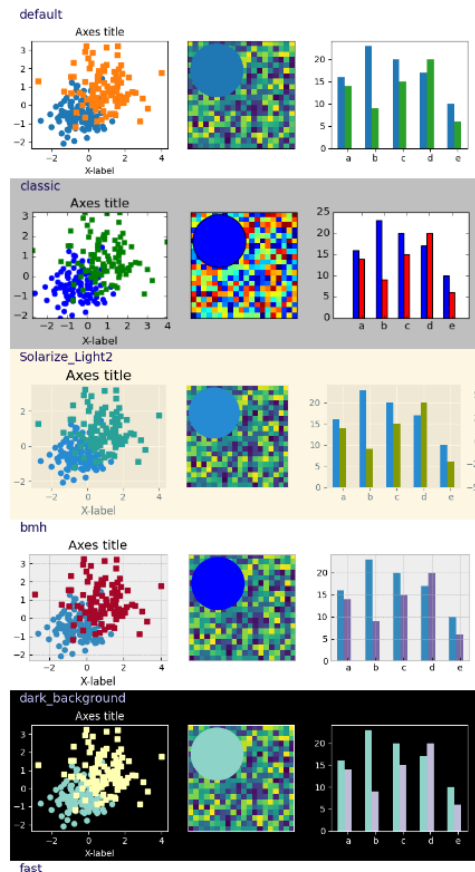 default
Axes title
3
2
1
0
−1
−2
−2 0 2 4
X-label
20
15
10
5
0
a b c d e
classic
Axes title
3
2
1
0
−1
−2
−2 −1 0 1 2 3 4
X-label
25
20
15
10
5
0
a b c d e
Solarize_Light2
Axes title
2
0
−2
−2 0 2 4
X-label
20
15
10
5
0
a b c d e
bmh
Axes title
3
2
1
0
−1
−2
−2 0 2 4
X-label
20
15
10
5
0
a b c d e
dark_background
Axes title
3
2
1
0
−1
−2
−2 0 2 4
X-label
20
15
10
5
0
a b c d e
fast